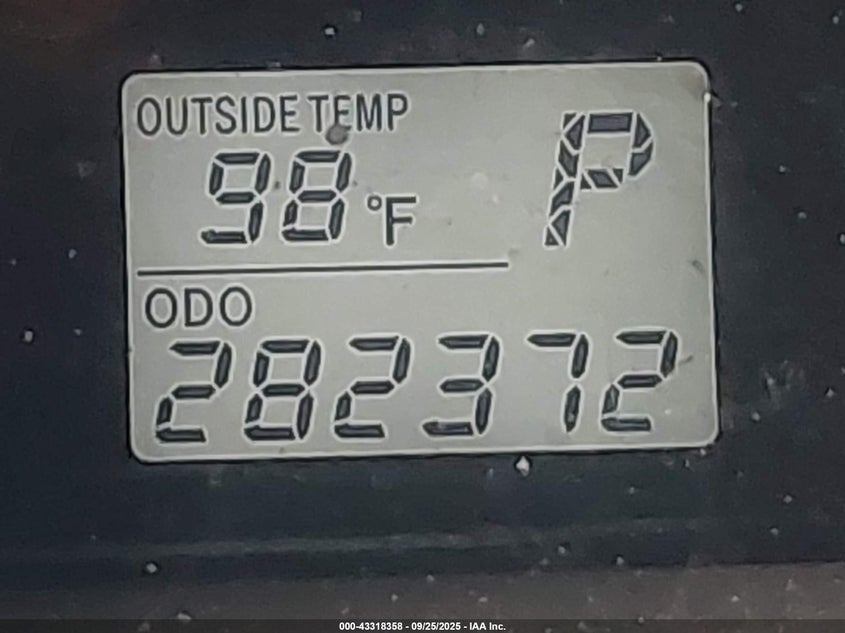 OUTSIDE TEMP
98 °F P
ODO
282372
000-43318358 - 09/25/2025 - IAA Inc.